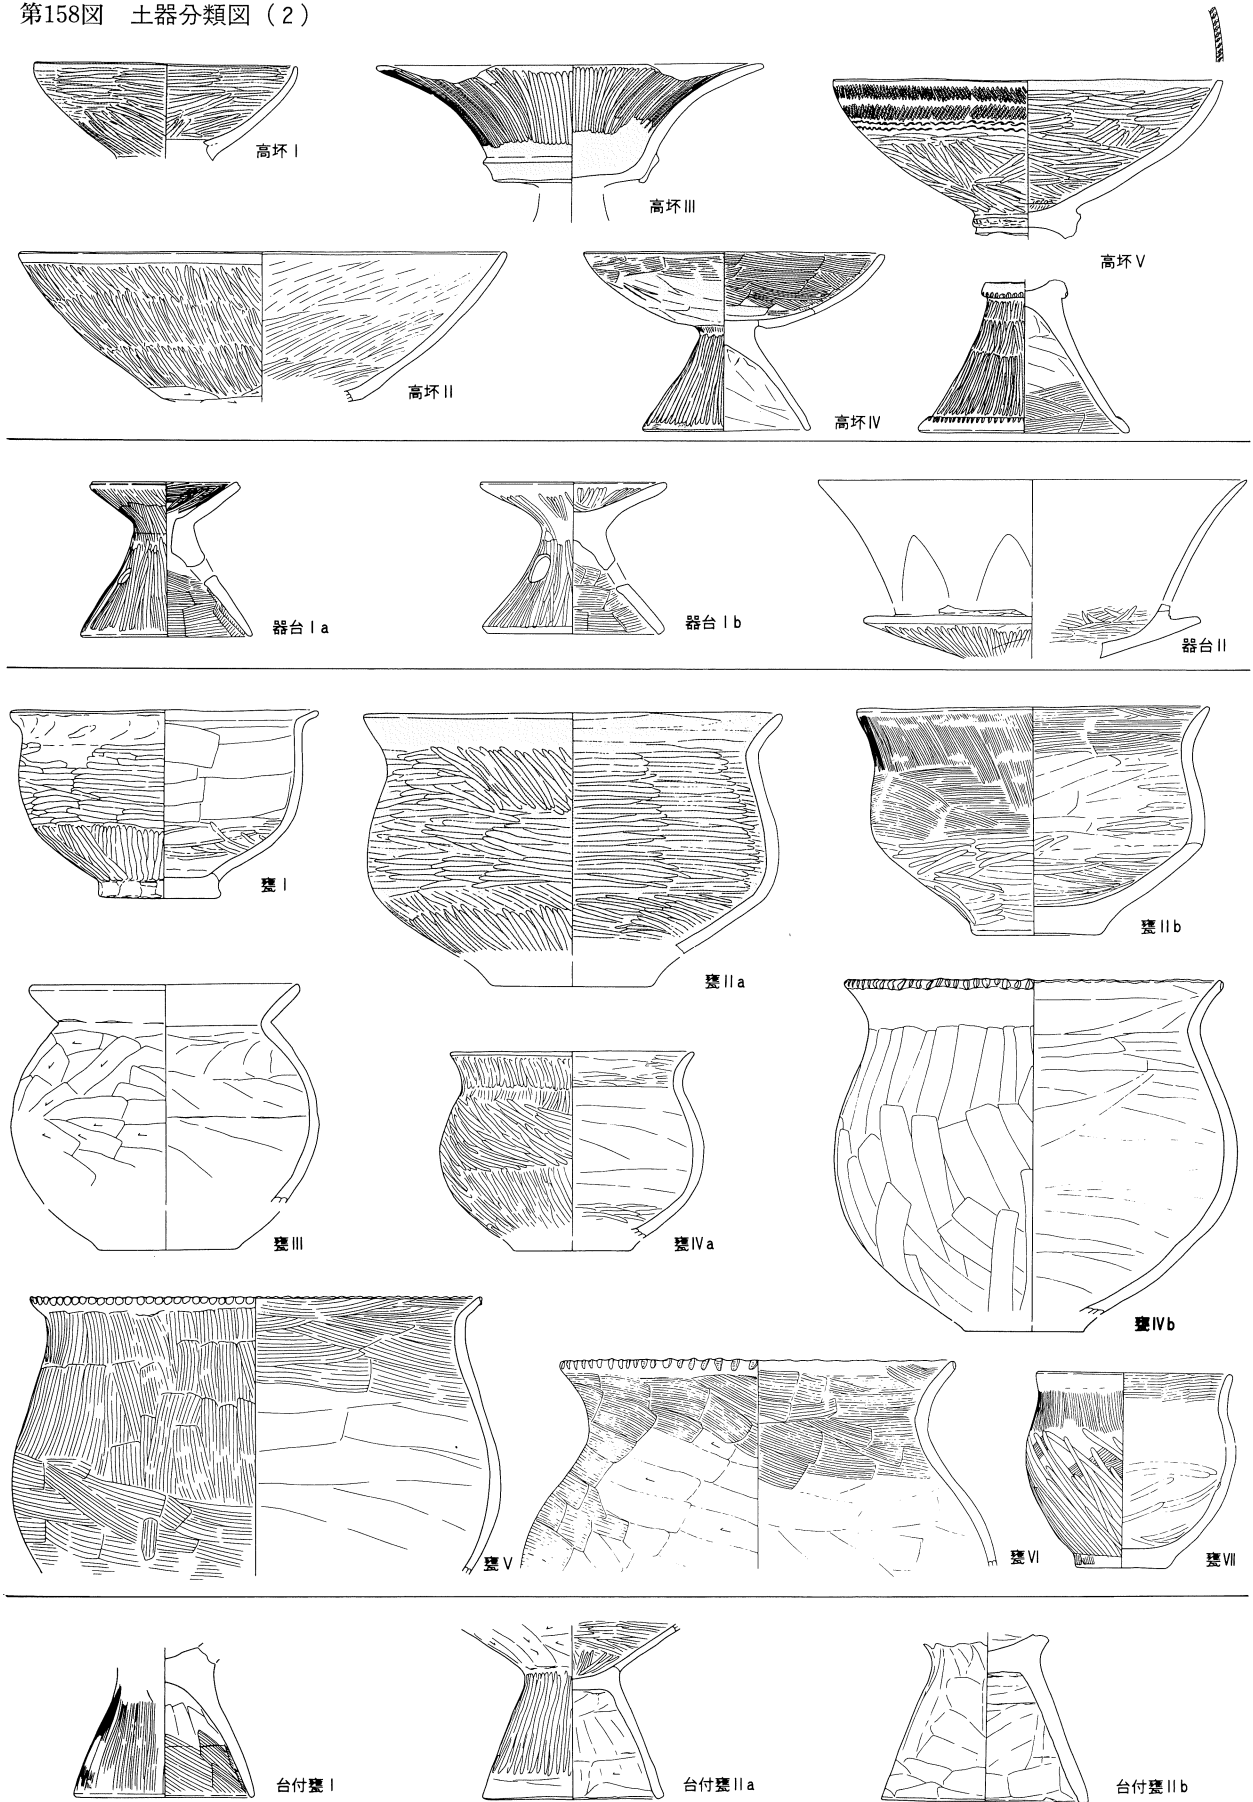 第158図　土器分類図（2）
高坏Ⅰ
高坏Ⅲ
高坏Ⅴ
高坏Ⅱ
高坏Ⅳ
器台Ⅰa
器台Ⅰb
器台Ⅱ
甕Ⅰ
甕Ⅱa
甕Ⅱb
甕Ⅲ
甕Ⅳa
甕Ⅳb
甕Ⅴ
甕Ⅵ
甕Ⅶ
台付甕Ⅰ
台付甕Ⅱa
台付甕Ⅱb